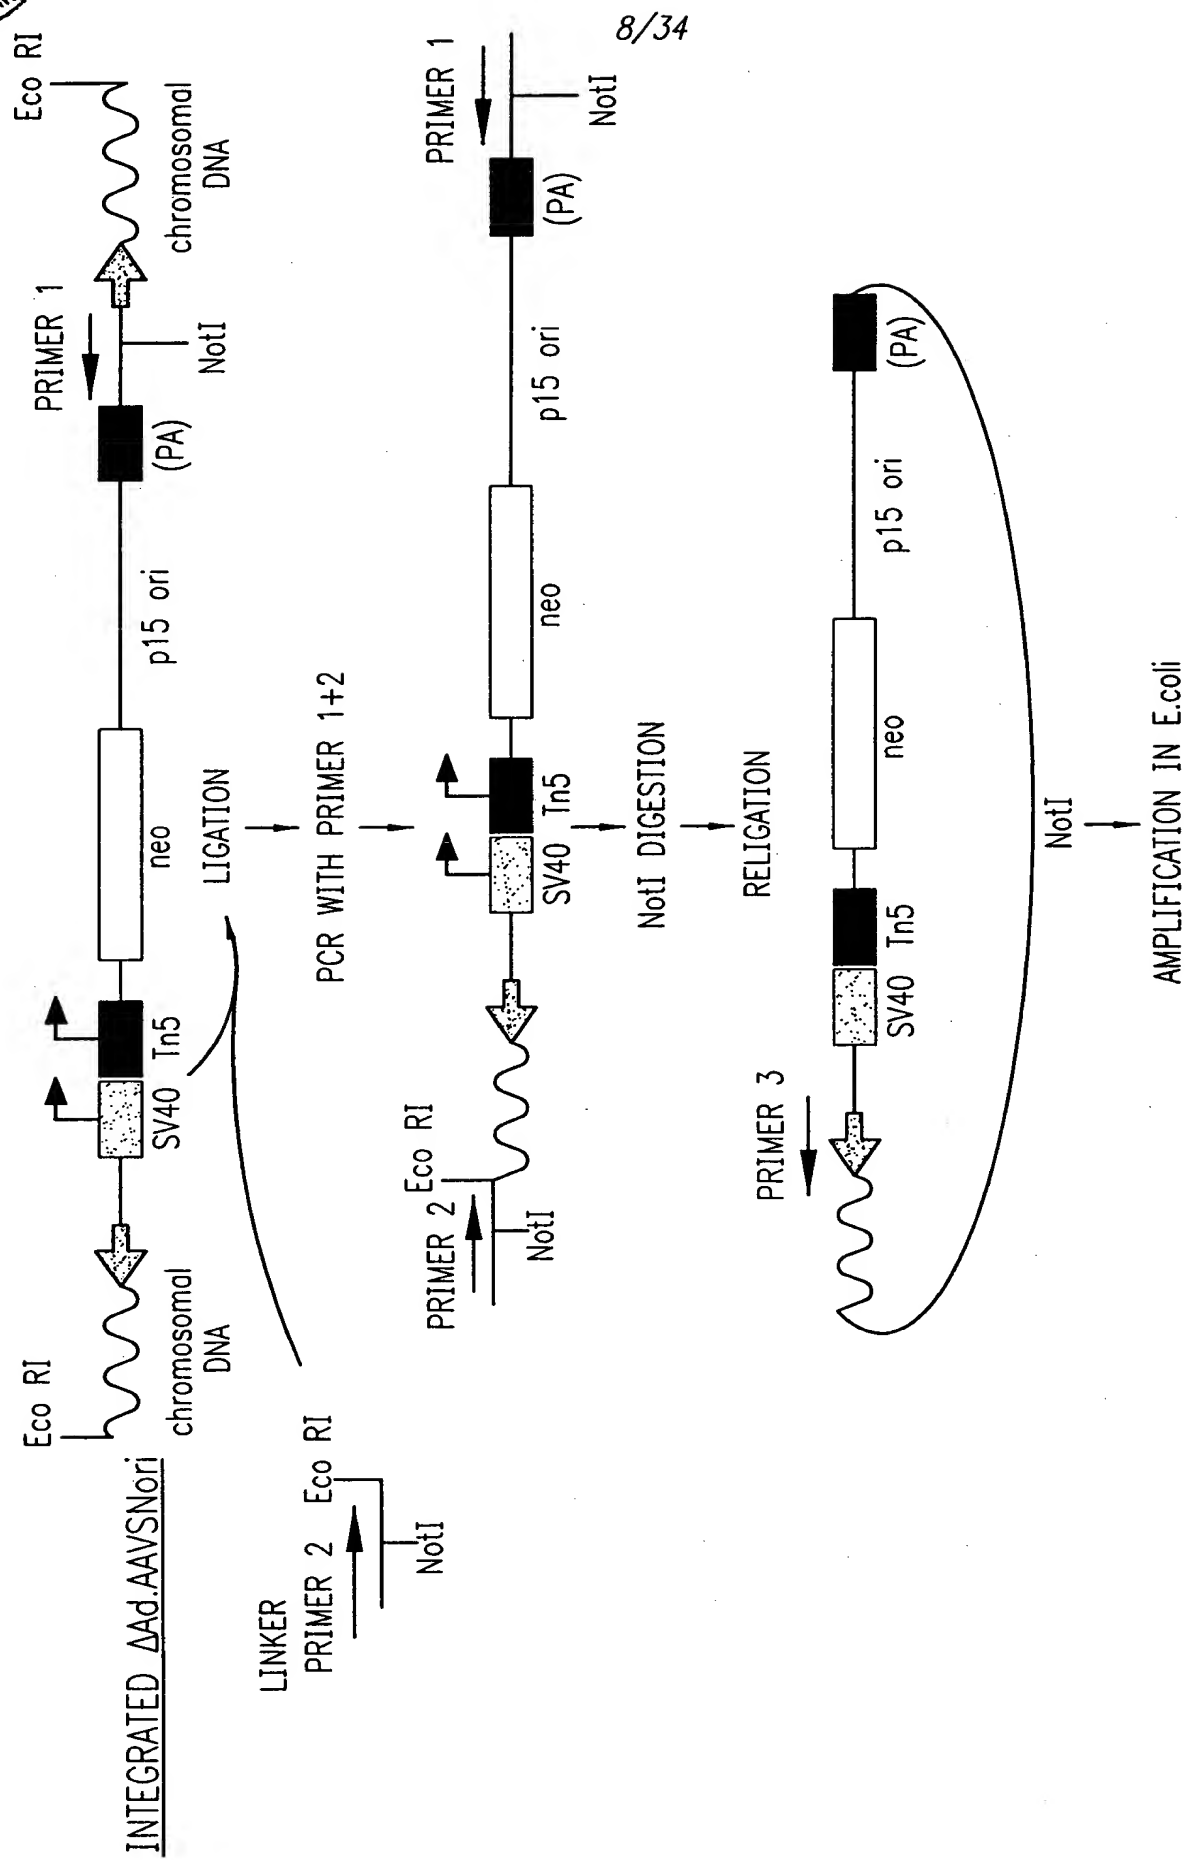 8/34
INTEGRATED ΔAd.AAVSNori
Eco RI
chromosomal
DNA
SV40
Tn5
neo
p15 ori
(PA)
PRIMER 1
NotI
chromosomal
DNA
Eco RI
LINKER
PRIMER 2
Eco RI
NotI
LIGATION
PCR WITH PRIMER 1+2
PRIMER 2
Eco RI
NotI
SV40
Tn5
neo
p15 ori
(PA)
PRIMER 1
NotI
NotI DIGESTION
RELIGATION
PRIMER 3
SV40
Tn5
neo
p15 ori
(PA)
NotI
AMPLIFICATION IN E.coli